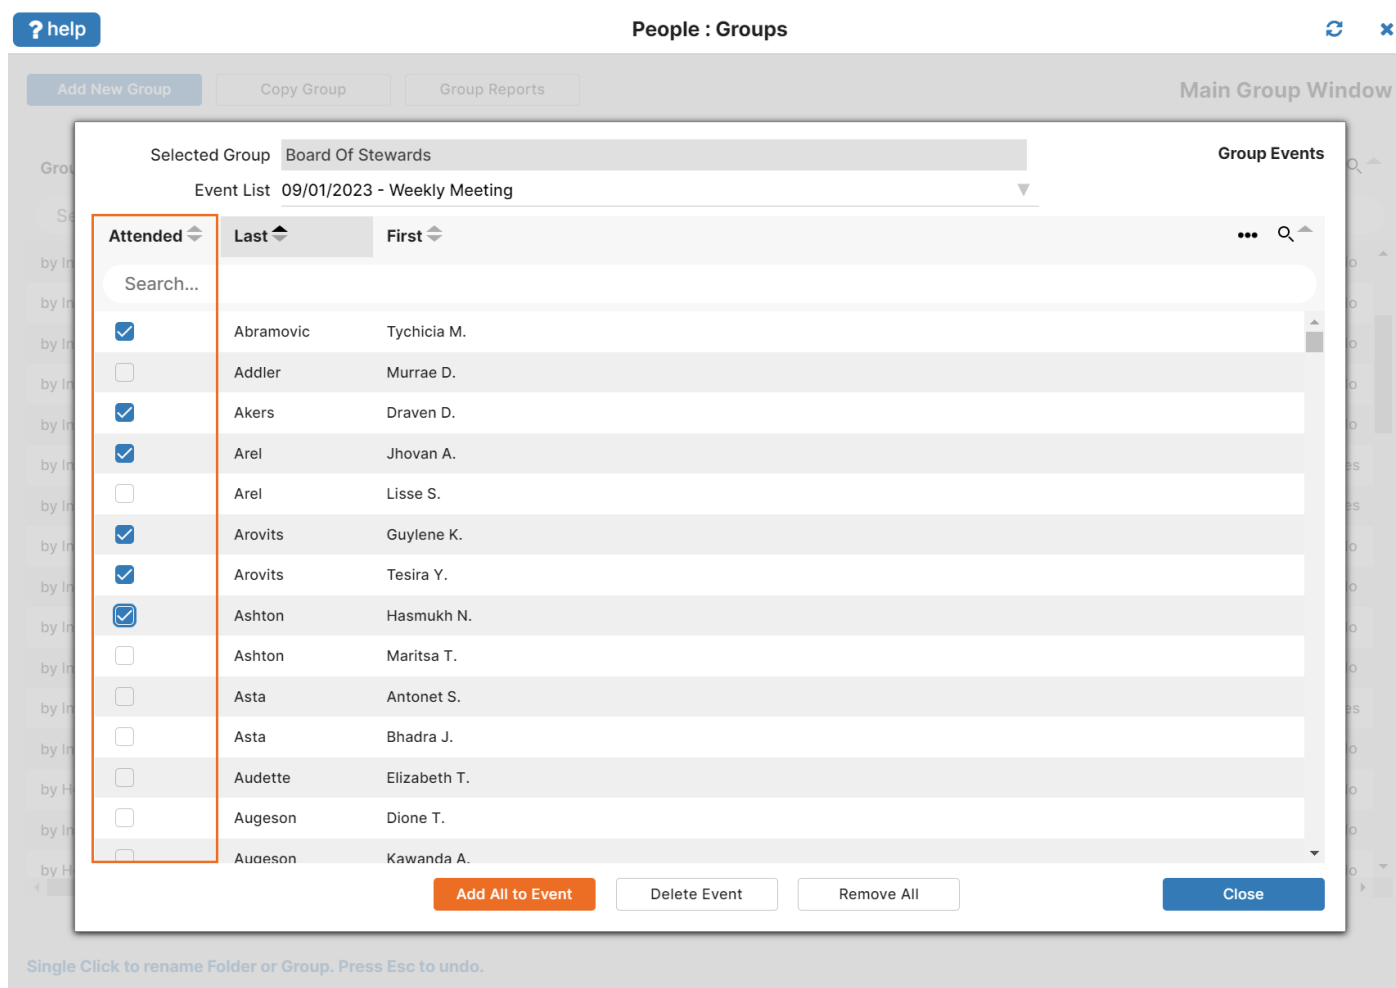 ? help
People : Groups
Add New Group Copy Group Group Reports
Main Group Window
Selected Group Board Of Stewards
Group Events
Event List 09/01/2023 - Weekly Meeting
Attended Last First
Search...
Abramovic Tychicia M.
Addler Murrae D.
Akers Draven D.
Arel Jhovan A.
Arel Lisse S.
Arovits Guylene K.
Arovits Tesira Y.
Ashton Hasmukh N.
Ashton Maritsa T.
Asta Antonet S.
Asta Bhadra J.
Audette Elizabeth T.
Augeson Dione T.
Augeson Kawanda A.
Add All to Event Delete Event Remove All Close
Single Click to rename Folder or Group. Press Esc to undo.